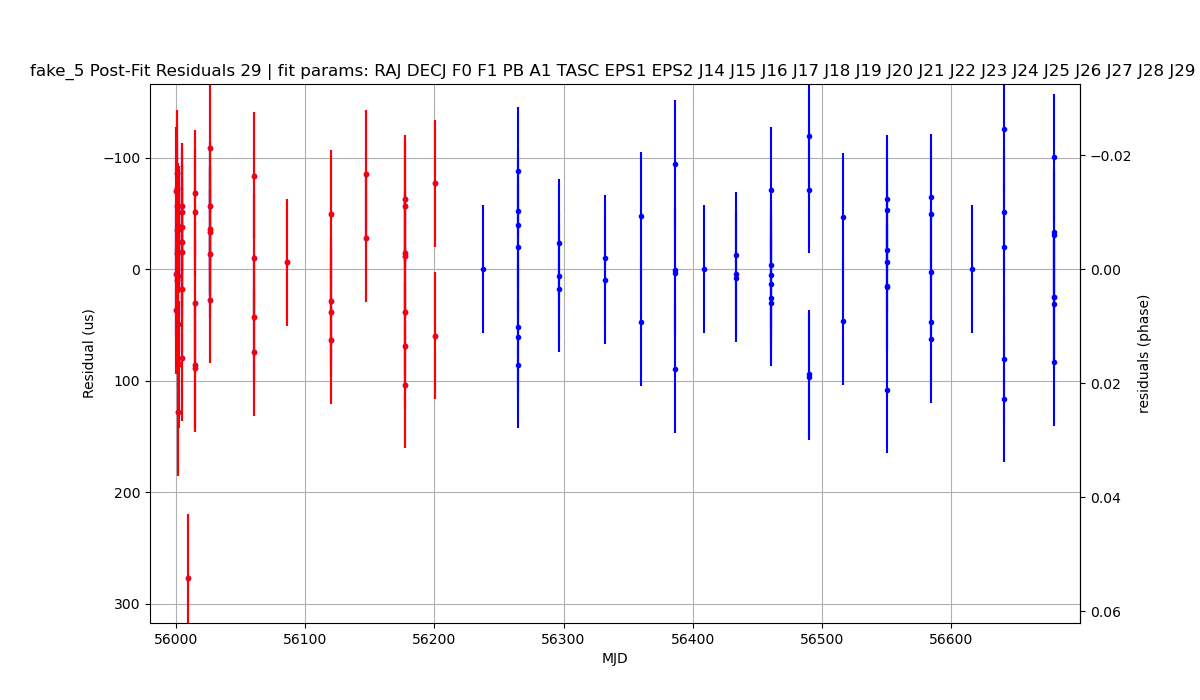 fake_5 Post-Fit Residuals 29 | fit params: RAJ DECJ F0 F1 PB A1 TASC EPS1 EPS2 J14 J15 J16 J17 J18 J19 J20 J21 J22 J23 J24 J25 J26 J27 J28 J29
−100
0
100
200
300
Residual (us)
−0.02
0.00
0.02
0.04
0.06
residuals (phase)
56000 56100 56200 56300 56400 56500 56600
MJD